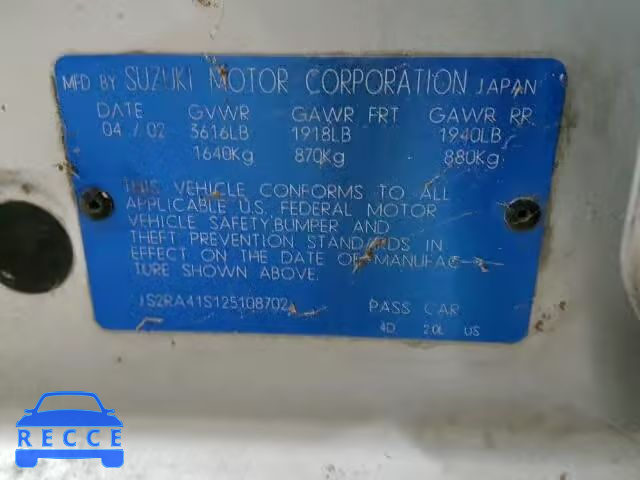 MFD BY SUZUKI MOTOR CORPORATION JAPAN
DATE GVWR GAWR FRT GAWR RR
04 / 02 3616LB 1918LB 1940LB
1640Kg 870Kg 880Kg
THIS VEHICLE CONFORMS TO ALL
APPLICABLE U.S. FEDERAL MOTOR
VEHICLE SAFETY,BUMPER AND
THEFT PREVENTION STANDARDS IN
EFFECT ON THE DATE OF MANUFAC-
TURE SHOWN ABOVE.
JS2RA41S125108702 PASS CAR
4D 2.0L US
RECCE